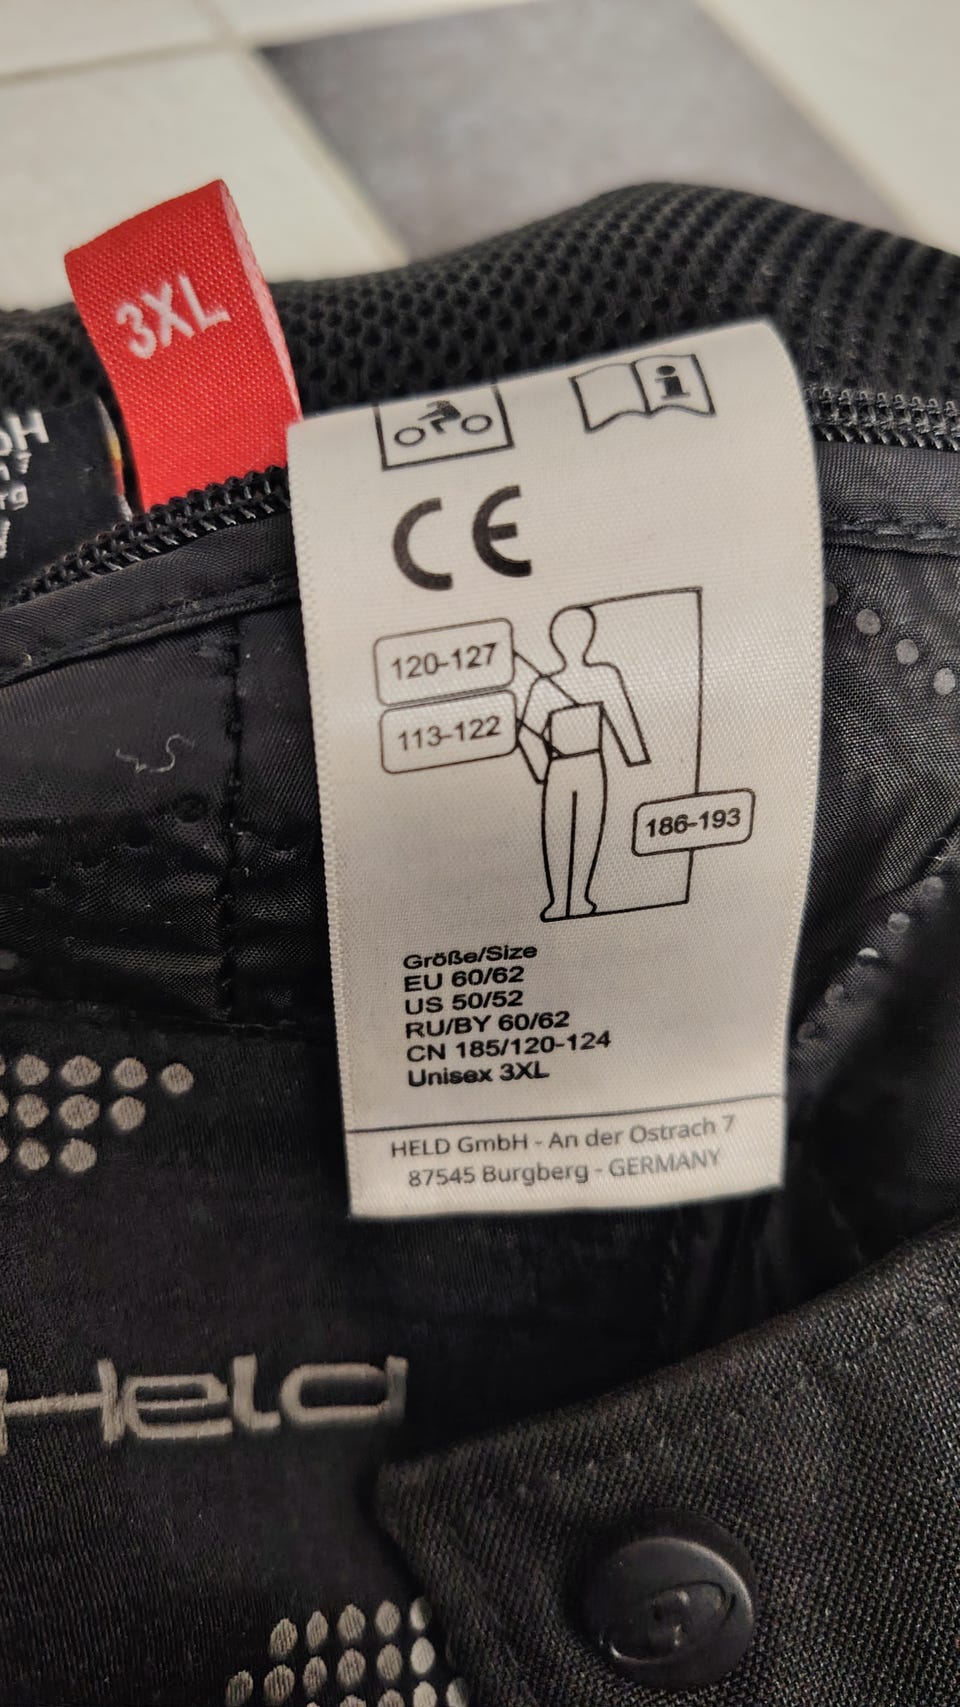 3XL
i
CE
120-127
113-122
186-193
Größe/Size
EU 60/62
US 50/52
RU/BY 60/62
CN 185/120-124
Unisex 3XL
HELD GmbH - An der Ostrach 7
87545 Burgberg - GERMANY
Held